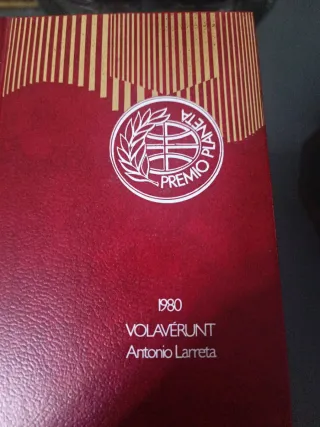 PREMIO PLANETA
1980
VOLAVÉRUNT
Antonio Larreta